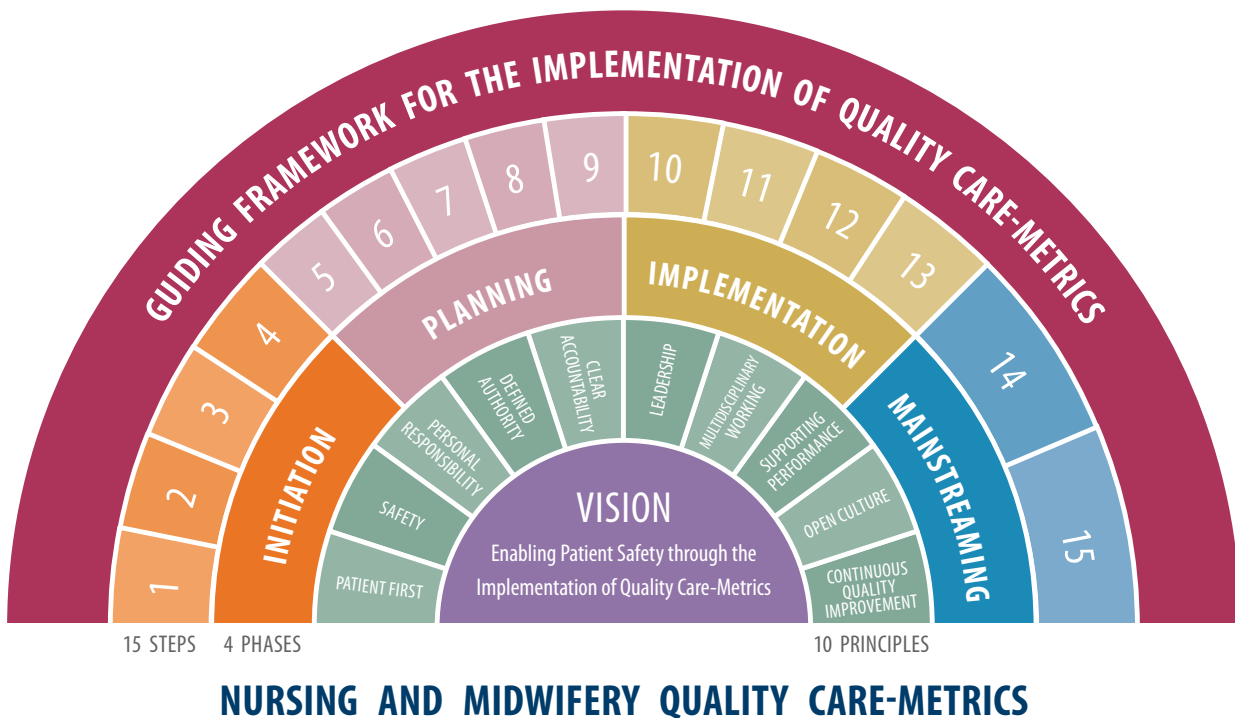 GUIDING FRAMEWORK FOR THE IMPLEMENTATION OF QUALITY CARE-METRICS
1
2
3
4
5
6
7
8
9
10
11
12
13
14
15
INITIATION
PLANNING
IMPLEMENTATION
MAINSTREAMING
PATIENT FIRST
SAFETY
PERSONAL
RESPONSIBILITY
DEFINED
AUTHORITY
CLEAR
ACCOUNTABILITY
LEADERSHIP
MULTIDISCIPLINARY
WORKING
SUPPORTING
PERFORMANCE
OPEN CULTURE
CONTINUOUS
QUALITY
IMPROVEMENT
VISION
Enabling Patient Safety through the
Implementation of Quality Care-Metrics
15 STEPS
4 PHASES
10 PRINCIPLES
NURSING AND MIDWIFERY QUALITY CARE-METRICS